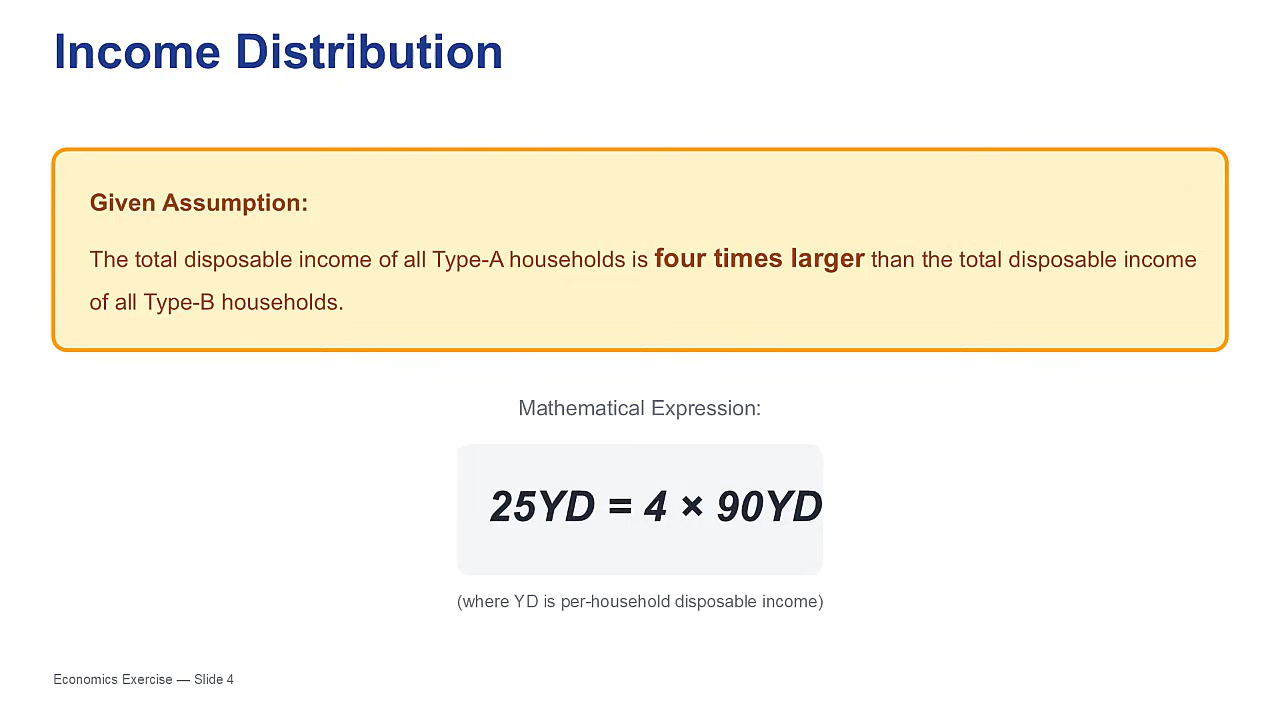 Income Distribution
Given Assumption:
The total disposable income of all Type-A households is four times larger than the total disposable income
of all Type-B households.
Mathematical Expression:
25YD = 4 × 90YD
(where YD is per-household disposable income)
Economics Exercise — Slide 4